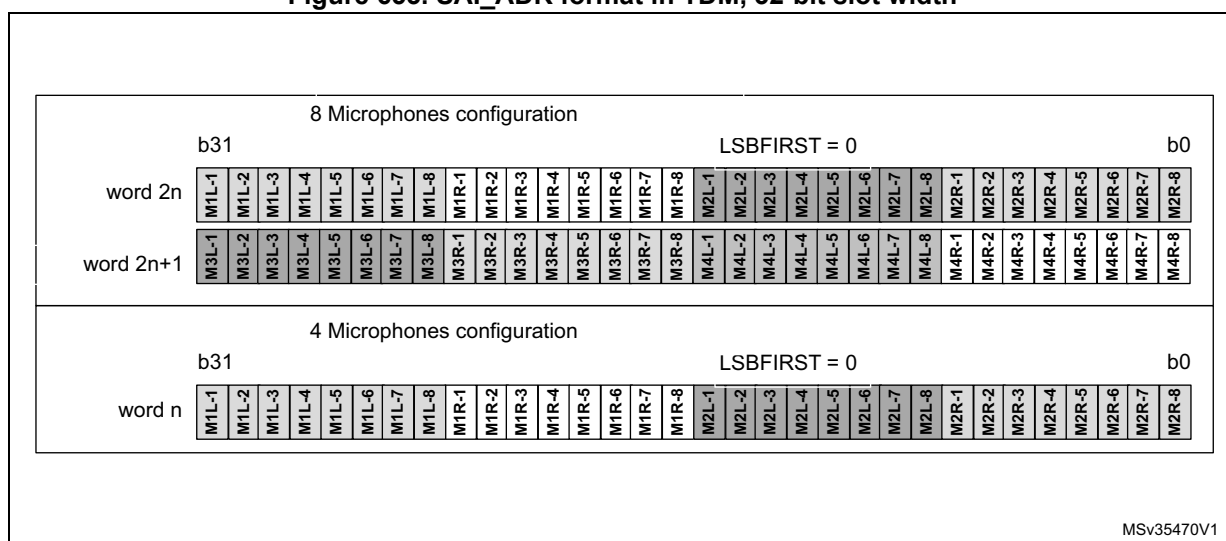 Figure SAI_ADR format in TDM, 32-bit slot width
8 Microphones configuration
b31 LSBFIRST = 0 b0
word 2n M1L-1 M1L-2 M1L-3 M1L-4 M1L-5 M1L-6 M1L-7 M1L-8 M1R-1 M1R-2 M1R-3 M1R-4 M1R-5 M1R-6 M1R-7 M1R-8 M2L-1 M2L-2 M2L-3 M2L-4 M2L-5 M2L-6 M2L-7 M2L-8 M2R-1 M2R-2 M2R-3 M2R-4 M2R-5 M2R-6 M2R-7 M2R-8
word 2n+1 M3L-1 M3L-2 M3L-3 M3L-4 M3L-5 M3L-6 M3L-7 M3L-8 M3R-1 M3R-2 M3R-3 M3R-4 M3R-5 M3R-6 M3R-7 M3R-8 M4L-1 M4L-2 M4L-3 M4L-4 M4L-5 M4L-6 M4L-7 M4L-8 M4R-1 M4R-2 M4R-3 M4R-4 M4R-5 M4R-6 M4R-7 M4R-8
4 Microphones configuration
b31 LSBFIRST = 0 b0
word n M1L-1 M1L-2 M1L-3 M1L-4 M1L-5 M1L-6 M1L-7 M1L-8 M1R-1 M1R-2 M1R-3 M1R-4 M1R-5 M1R-6 M1R-7 M1R-8 M2L-1 M2L-2 M2L-3 M2L-4 M2L-5 M2L-6 M2L-7 M2L-8 M2R-1 M2R-2 M2R-3 M2R-4 M2R-5 M2R-6 M2R-7 M2R-8
MSv35470V1